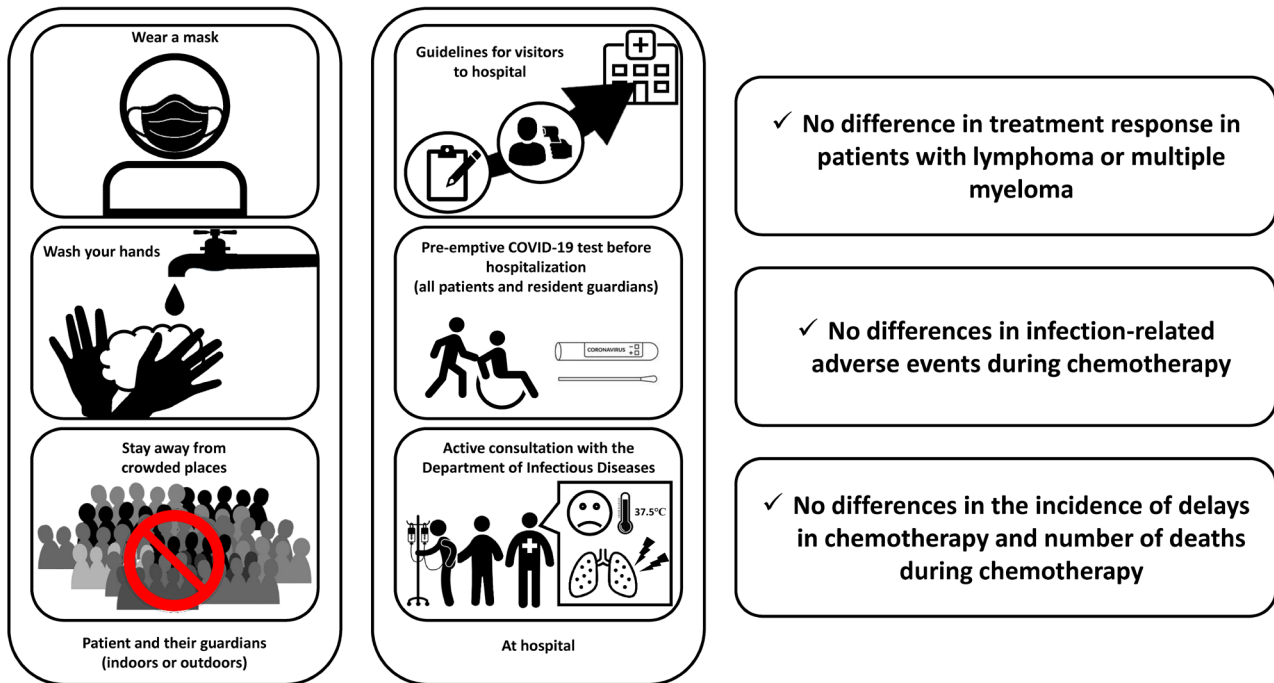 Wear a mask
Wash your hands
Stay away from
crowded places
Patient and their guardians
(indoors or outdoors)
Guidelines for visitors
to hospital
Pre-emptive COVID-19 test before
hospitalization
(all patients and resident guardians)
CORONAVIRUS
Active consultation with the
Department of Infectious Diseases
37.5℃
At hospital
✓ No difference in treatment response in
patients with lymphoma or multiple
myeloma
✓ No differences in infection-related
adverse events during chemotherapy
✓ No differences in the incidence of delays
in chemotherapy and number of deaths
during chemotherapy